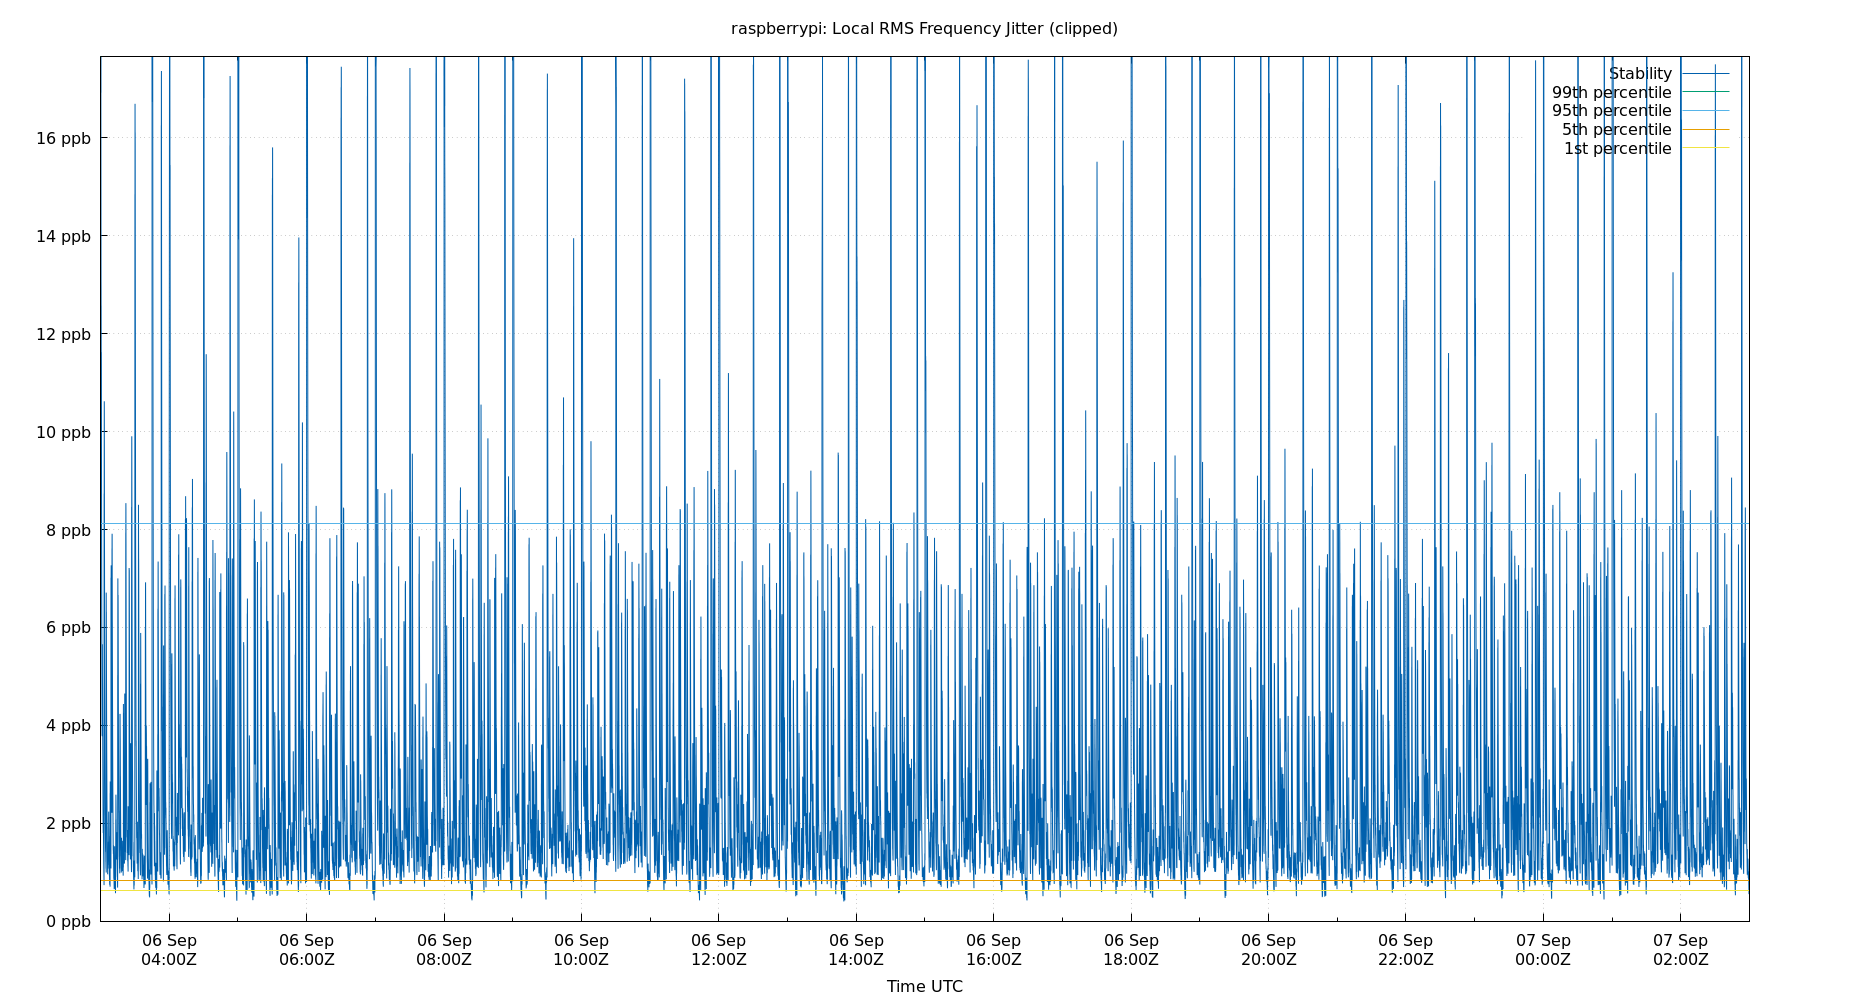 raspberrypi: Local RMS Frequency Jitter (clipped)
Stability
99th percentile
95th percentile
5th percentile
1st percentile
16 ppb
14 ppb
12 ppb
10 ppb
8 ppb
6 ppb
4 ppb
2 ppb
0 ppb
06 Sep 06 Sep 06 Sep 06 Sep 06 Sep 06 Sep 06 Sep 06 Sep 06 Sep 06 Sep 07 Sep 07 Sep
04:00Z 06:00Z 08:00Z 10:00Z 12:00Z 14:00Z 16:00Z 18:00Z 20:00Z 22:00Z 00:00Z 02:00Z
Time UTC